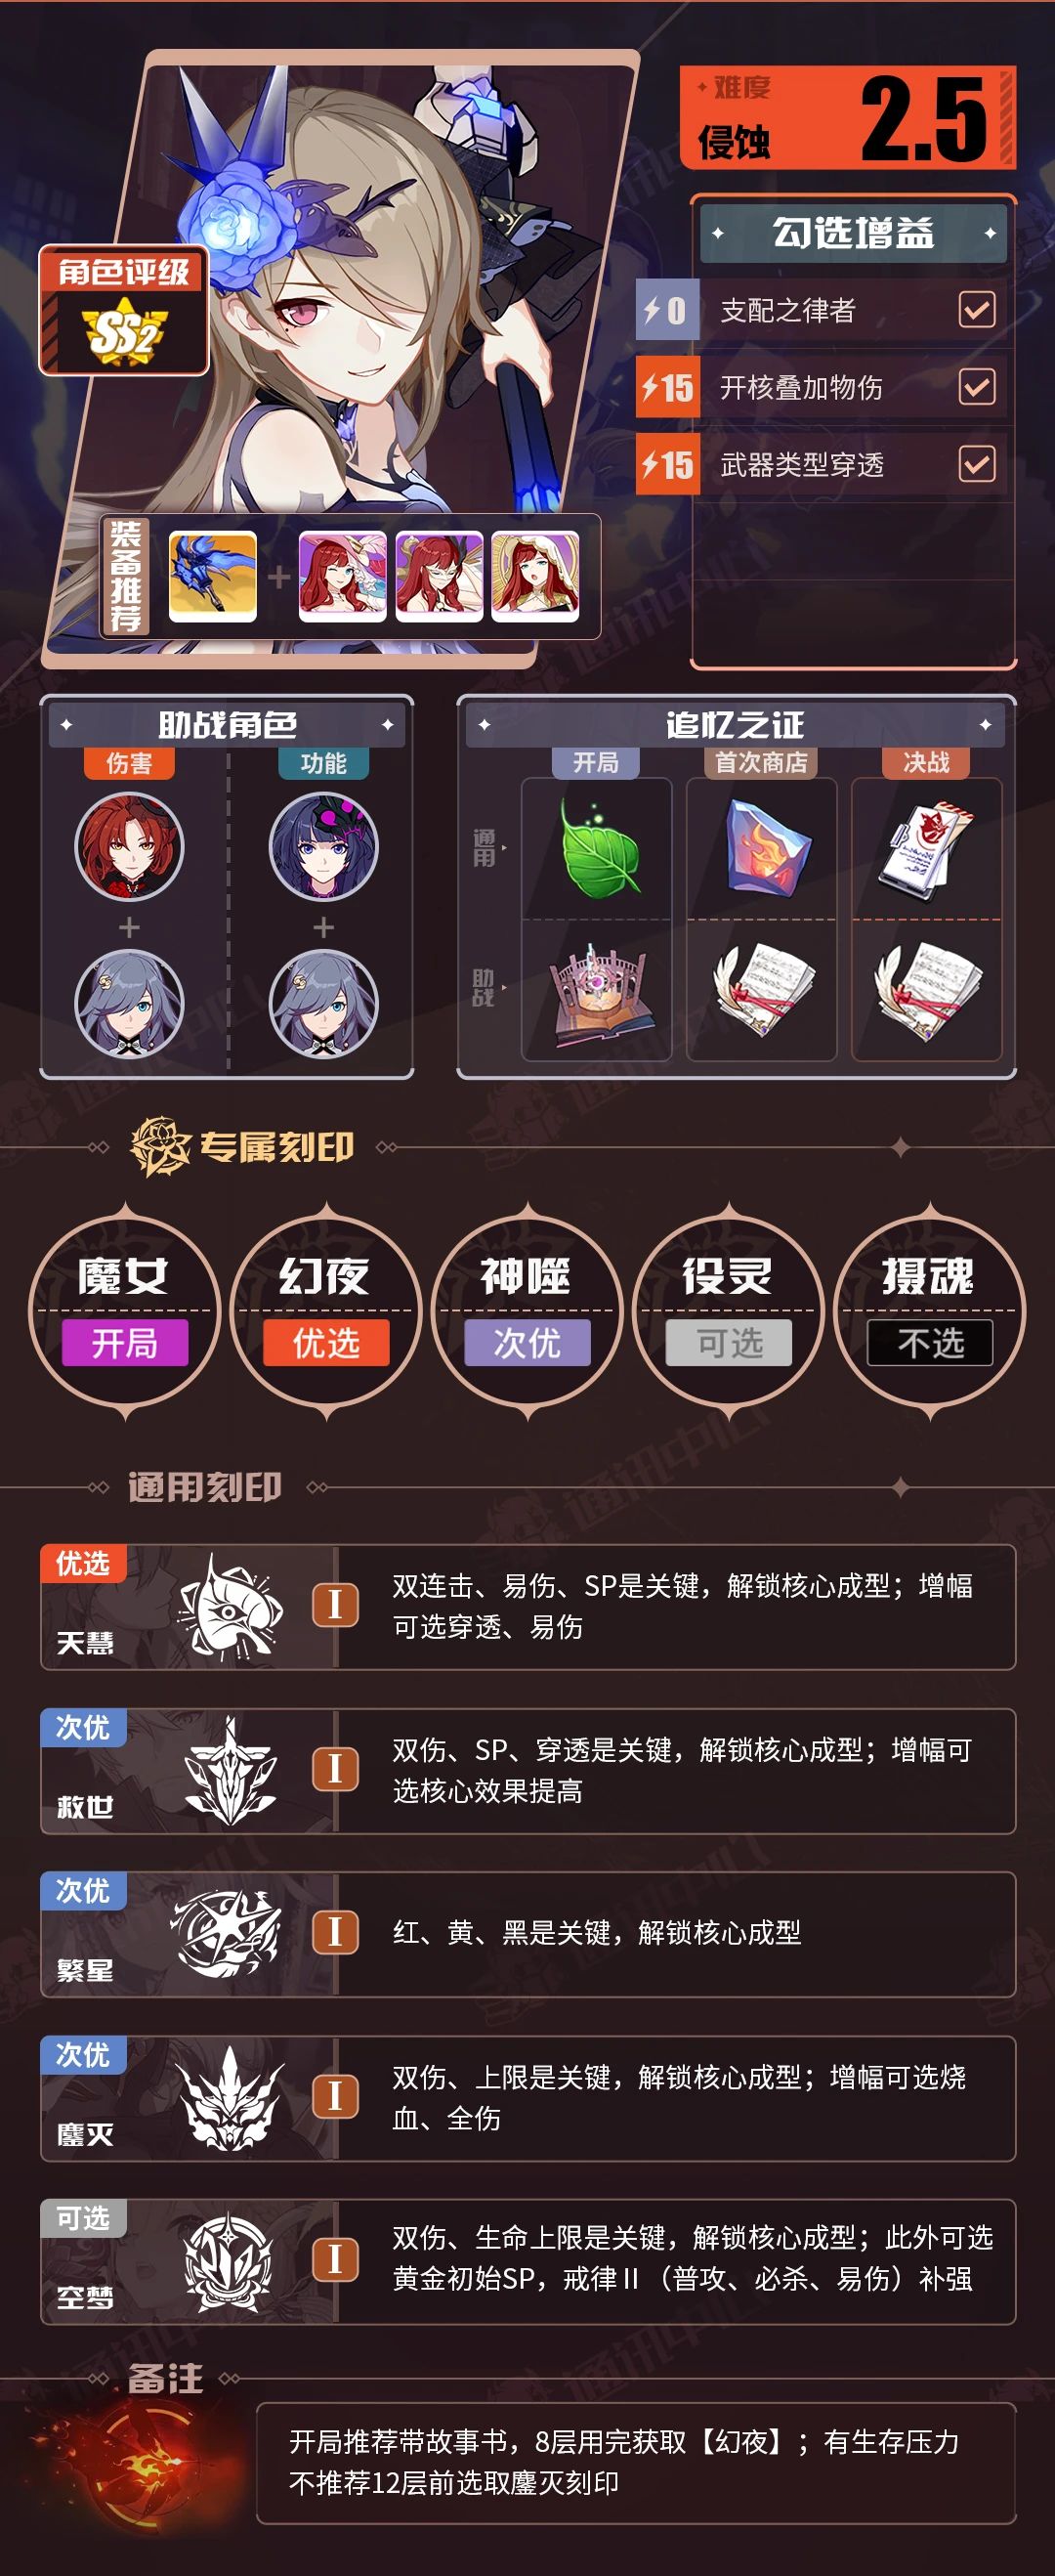 难度
侵蚀
2.5
勾选增益
0
支配之律者
15
开核叠加物伤
15
武器类型穿透
角色评级
SS2
装备推荐
助战角色
伤害
功能
追忆之证
开局
首次商店
决战
通用
助战
专属刻印
魔女
开局
幻夜
优选
神噬
次优
役灵
可选
摄魂
不选
通用刻印
优选
天慧
I
双连击、易伤、SP是关键，解锁核心成型；增幅
可选穿透、易伤
次优
救世
I
双伤、SP、穿透是关键，解锁核心成型；增幅可
选核心效果提高
次优
繁星
I
红、黄、黑是关键，解锁核心成型
次优
鏖灭
I
双伤、上限是关键，解锁核心成型；增幅可选烧
血、全伤
可选
空梦
I
双伤、生命上限是关键，解锁核心成型；此外可选
黄金初始SP，戒律Ⅱ（普攻、必杀、易伤）补强
备注
开局推荐带故事书，8层用完获取【幻夜】；有生存压力
不推荐12层前选取鏖灭刻印